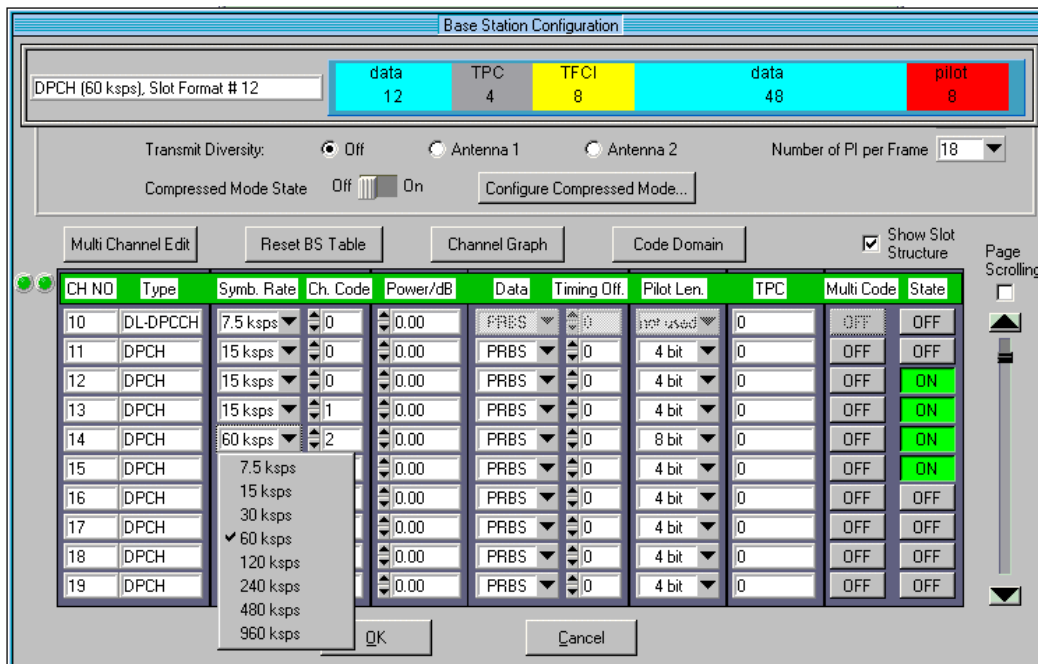 Base Station Configuration
data TPC TFCI data pilot
DPCH (60 ksps), Slot Format # 12
12 4 8 48 8
Transmit Diversity: Off Antenna 1 Antenna 2 Number of PI per Frame 18
Compressed Mode State Off On Configure Compressed Mode...
Multi Channel Edit Reset BS Table Channel Graph Code Domain Show Slot Structure
Page Scrolling
CH NO Type Symb. Rate Ch. Code Power/dB Data Timing Off. Pilot Len. TPC Multi Code State
10 DL-DPCCH 7.5 ksps 0 0.00 PRBS 0 not used 0 OFF OFF
11 DPCH 15 ksps 0 0.00 PRBS 0 4 bit 0 OFF OFF
12 DPCH 15 ksps 0 0.00 PRBS 0 4 bit 0 OFF ON
13 DPCH 15 ksps 1 0.00 PRBS 0 4 bit 0 OFF ON
14 DPCH 60 ksps 2 0.00 PRBS 0 8 bit 0 OFF ON
15 DPCH 7.5 ksps 0.00 PRBS 0 4 bit 0 OFF ON
16 DPCH 15 ksps 0.00 PRBS 0 4 bit 0 OFF OFF
17 DPCH 30 ksps 0.00 PRBS 0 4 bit 0 OFF OFF
60 ksps
18 DPCH 120 ksps 0.00 PRBS 0 4 bit 0 OFF OFF
19 DPCH 240 ksps 0.00 PRBS 0 4 bit 0 OFF OFF
480 ksps
960 ksps
OK Cancel